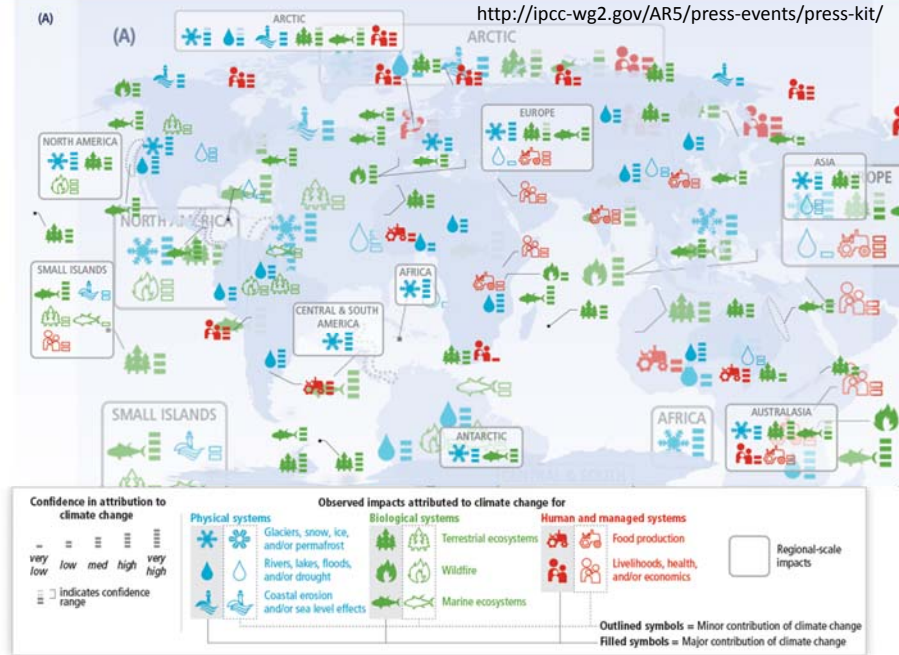 http://ipcc-wg2.gov/AR5/press-events/press-kit/
(A)
(A)
ARCTIC
ARCTIC
NORTH AMERICA
EUROPE
ASIA
NORTH AMERICA
SMALL ISLANDS
AFRICA
CENTRAL & SOUTH
AMERICA
SMALL ISLANDS
ANTARCTIC
AFRICA
AUSTRALASIA
Confidence in attribution to
climate change
very
low
low
med
high
very
high
indicates confidence
range
Observed impacts attributed to climate change for
Physical systems
Glaciers, snow, ice,
and/or permafrost
Rivers, lakes, floods,
and/or drought
Coastal erosion
and/or sea level effects
Biological systems
Terrestrial ecosystems
Wildfire
Marine ecosystems
Human and managed systems
Food production
Livelihoods, health,
and/or economics
Regional-scale
impacts
Outlined symbols = Minor contribution of climate change
Filled symbols = Major contribution of climate change